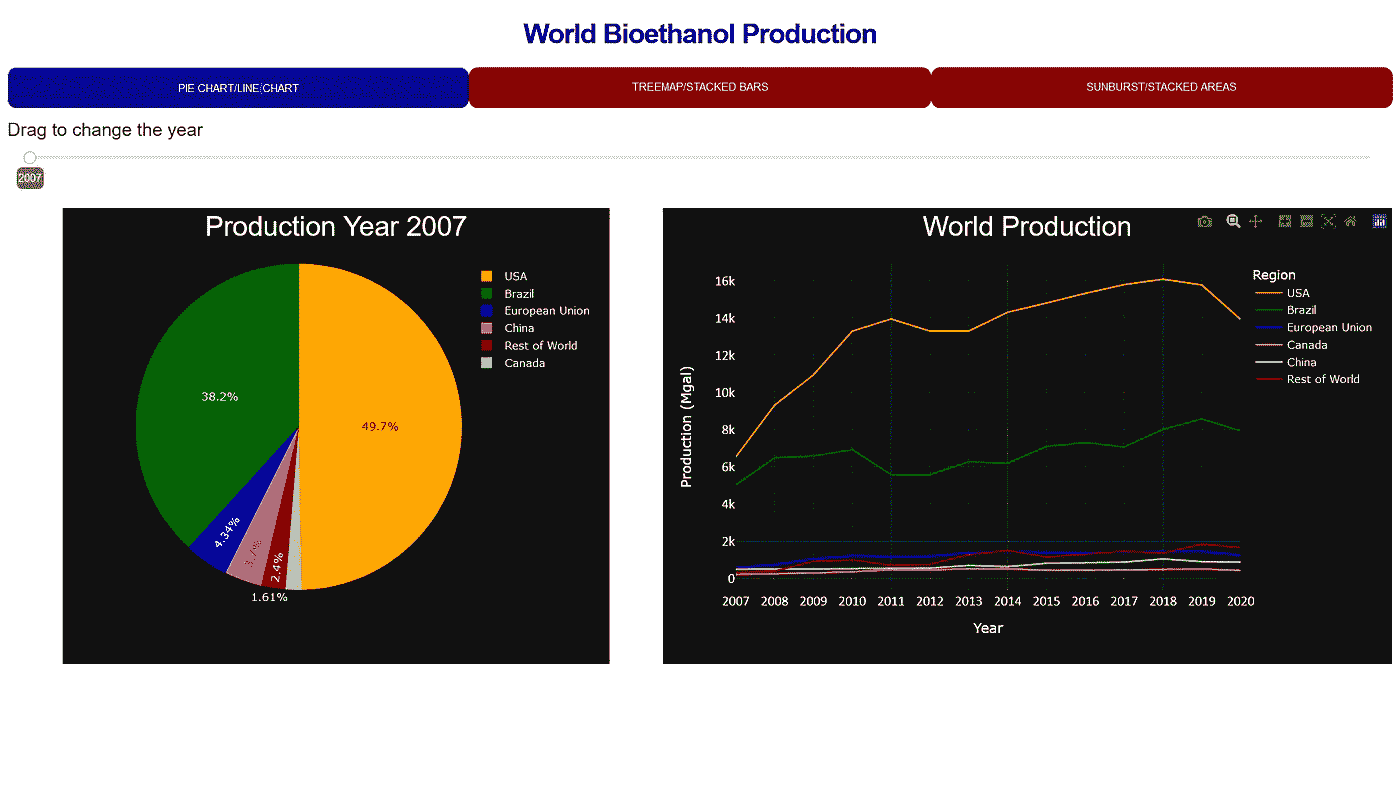 World Bioethanol Production
PIE CHART/LINE CHART
TREEMAP/STACKED BARS
SUNBURST/STACKED AREAS
Drag to change the year
2007
Production Year 2007
USA
Brazil
European Union
China
Rest of World
Canada
38.2%
49.7%
4.34%
2.4%
1.61%
World Production
Region
USA
Brazil
European Union
Canada
China
Rest of World
Production (Mgal)
16k
14k
12k
10k
8k
6k
4k
2k
0
2007 2008 2009 2010 2011 2012 2013 2014 2015 2016 2017 2018 2019 2020
Year